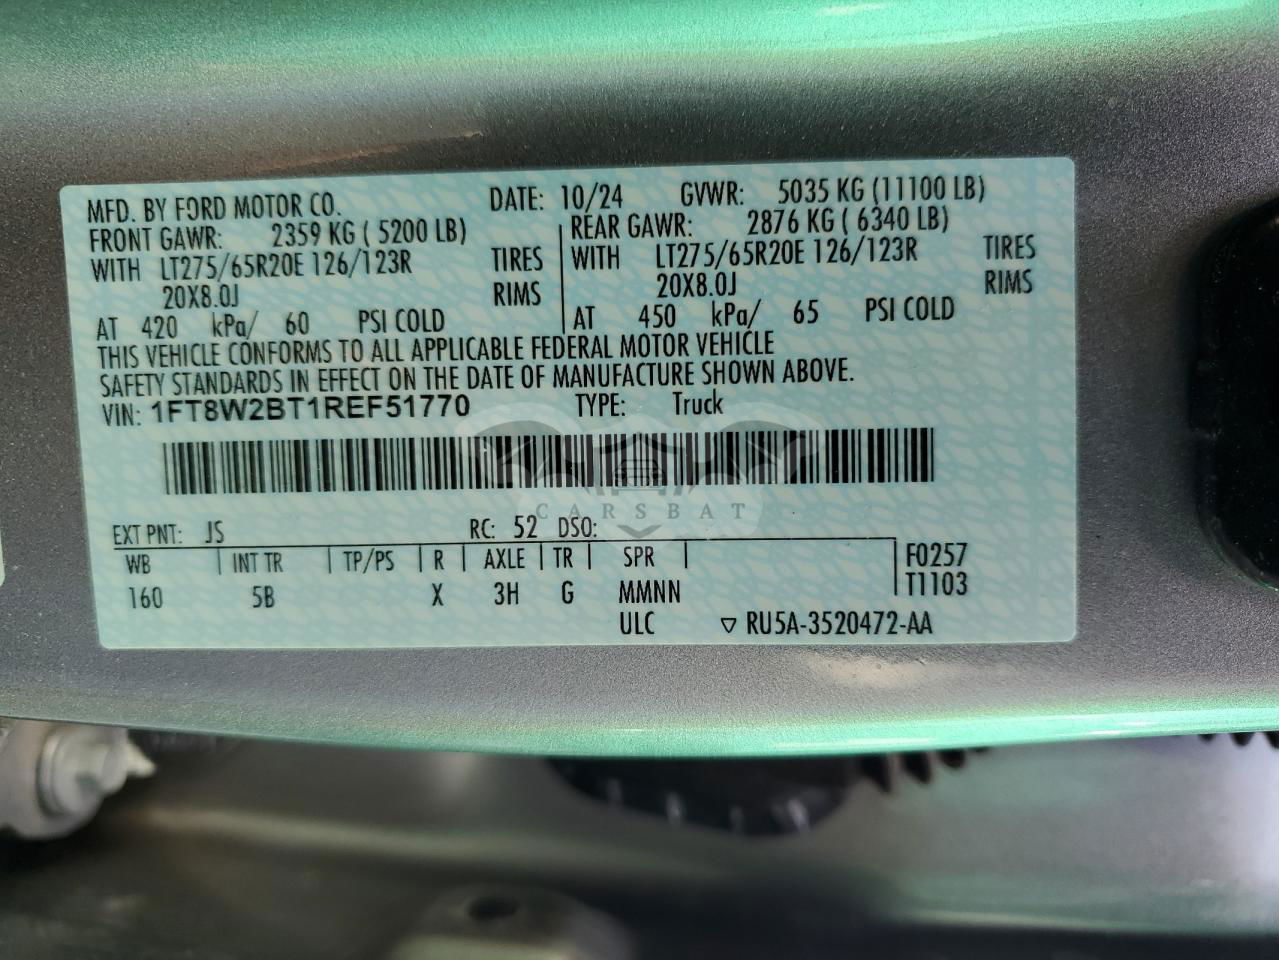 MFD. BY FORD MOTOR CO. DATE: 10/24 GVWR: 5035 KG (11100 LB)
FRONT GAWR: 2359 KG ( 5200 LB) REAR GAWR: 2876 KG ( 6340 LB)
WITH LT275/65R20E 126/123R TIRES WITH LT275/65R20E 126/123R TIRES
20X8.0J RIMS 20X8.0J RIMS
AT 420 kPa/ 60 PSI COLD AT 450 kPa/ 65 PSI COLD
THIS VEHICLE CONFORMS TO ALL APPLICABLE FEDERAL MOTOR VEHICLE
SAFETY STANDARDS IN EFFECT ON THE DATE OF MANUFACTURE SHOWN ABOVE.
VIN: 1FT8W2BT1REF51770 TYPE: Truck
CARSBAT
EXT PNT: JS RC: 52 DSO:
WB INT TR TP/PS R AXLE TR SPR F0257
160 5B X 3H G MMNN T1103
ULC ▽ RU5A-3520472-AA